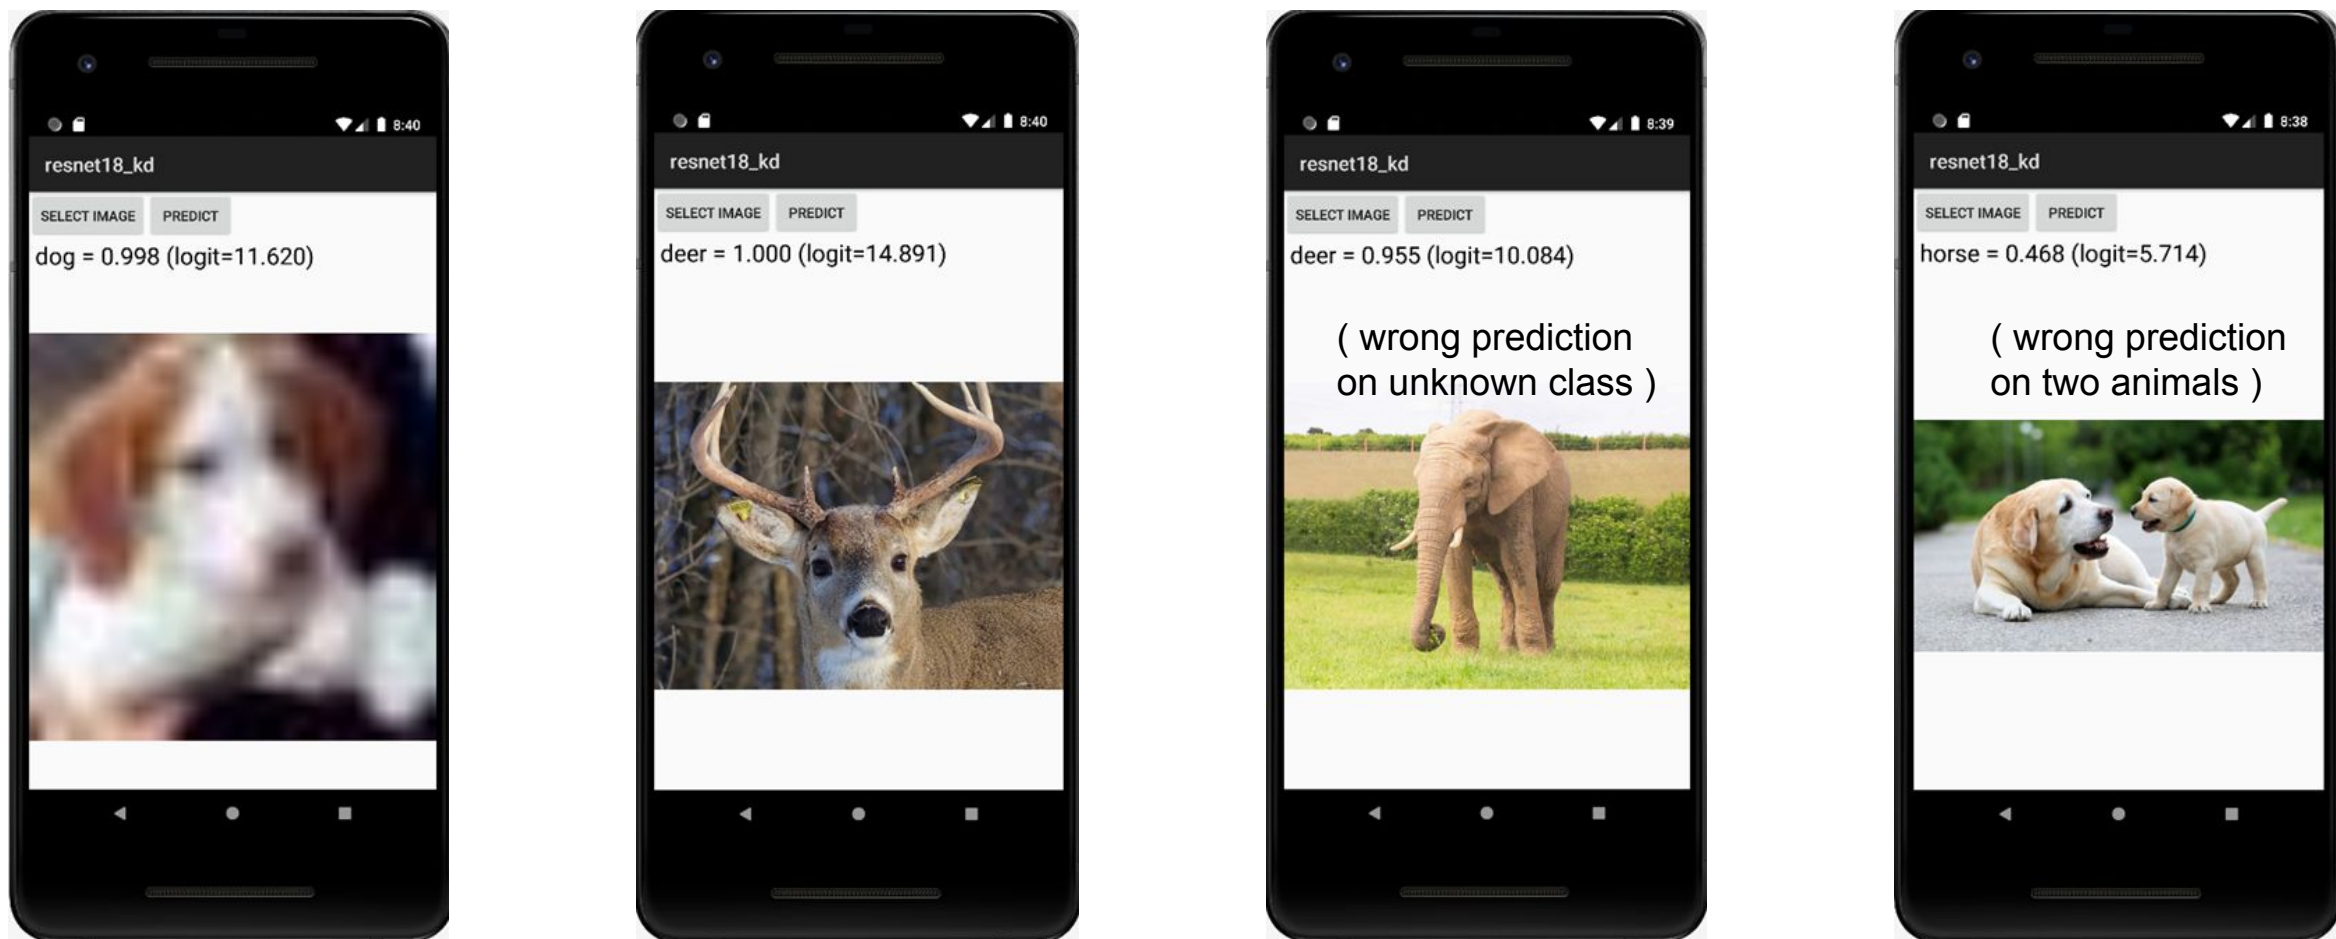 8:40
resnet18_kd
SELECT IMAGE PREDICT
dog = 0.998 (logit=11.620)
8:40
resnet18_kd
SELECT IMAGE PREDICT
deer = 1.000 (logit=14.891)
8:39
resnet18_kd
SELECT IMAGE PREDICT
deer = 0.955 (logit=10.084)
( wrong prediction
on unknown class )
8:38
resnet18_kd
SELECT IMAGE PREDICT
horse = 0.468 (logit=5.714)
( wrong prediction
on two animals )